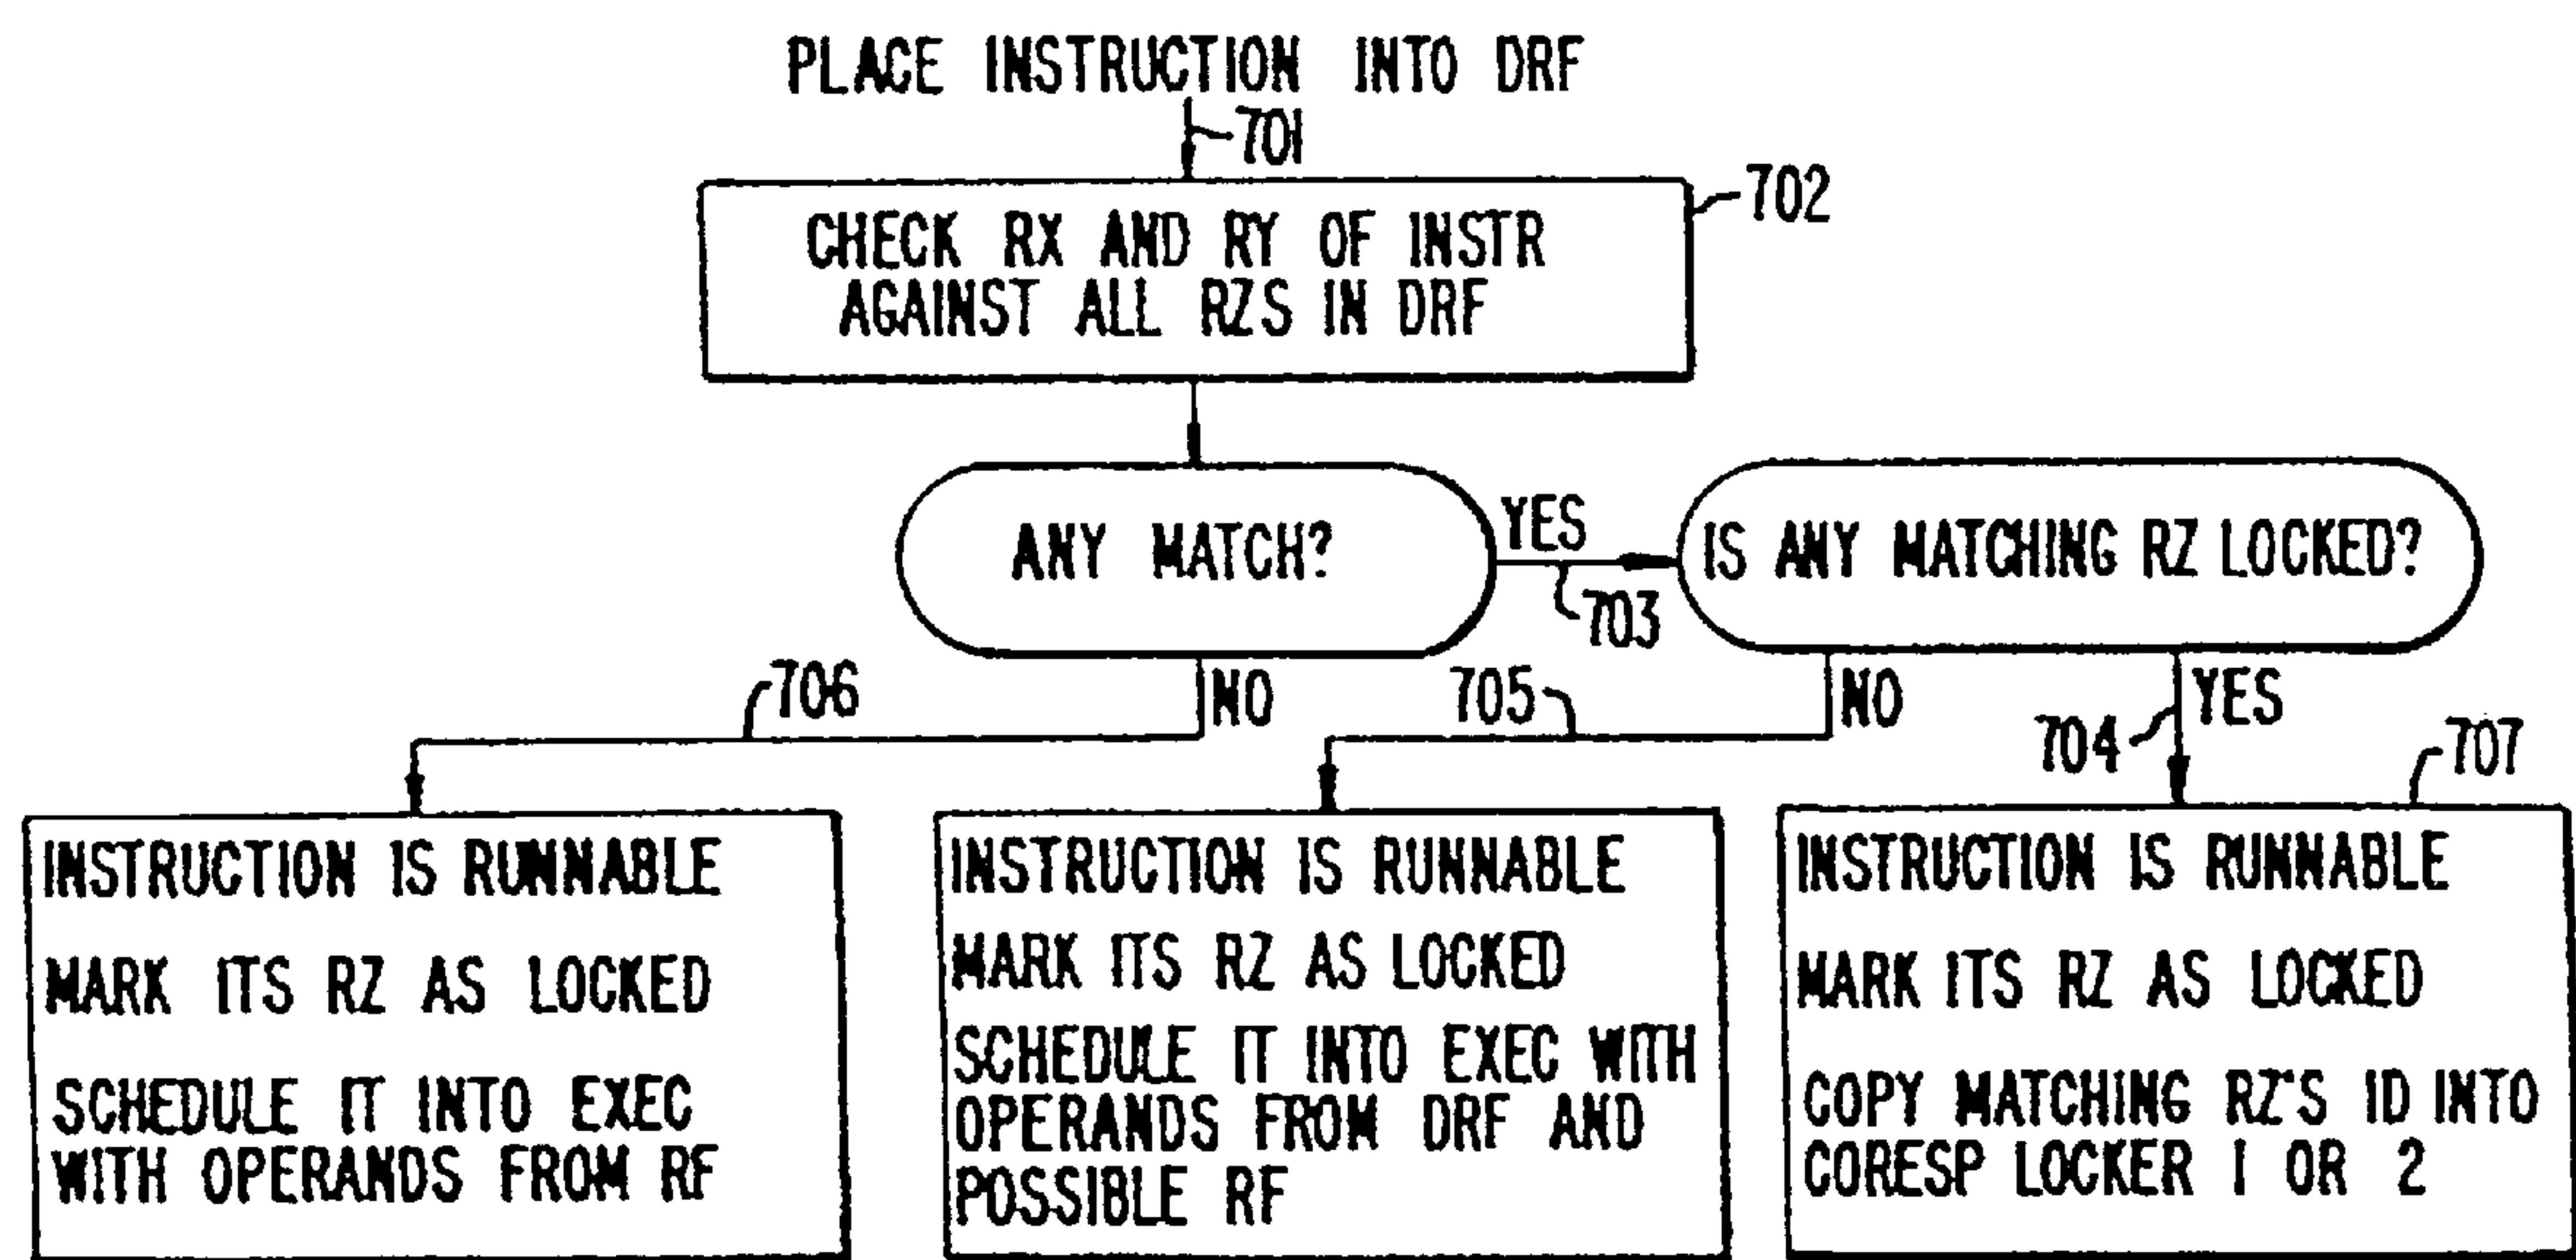 PLACE INSTRUCTION INTO DRF
701
702
CHECK RX AND RY OF INSTR
AGAINST ALL RZS IN DRF
ANY MATCH?
YES
703
IS ANY MATCHING RZ LOCKED?
706
NO
705
NO
704
YES
707
INSTRUCTION IS RUNNABLE
MARK ITS RZ AS LOCKED
SCHEDULE IT INTO EXEC
WITH OPERANDS FROM RF
INSTRUCTION IS RUNNABLE
MARK ITS RZ AS LOCKED
SCHEDULE IT INTO EXEC WITH
OPERANDS FROM DRF AND
POSSIBLE RF
INSTRUCTION IS RUNNABLE
MARK ITS RZ AS LOCKED
COPY MATCHING RZ'S ID INTO
CORESP LOCKER 1 OR 2